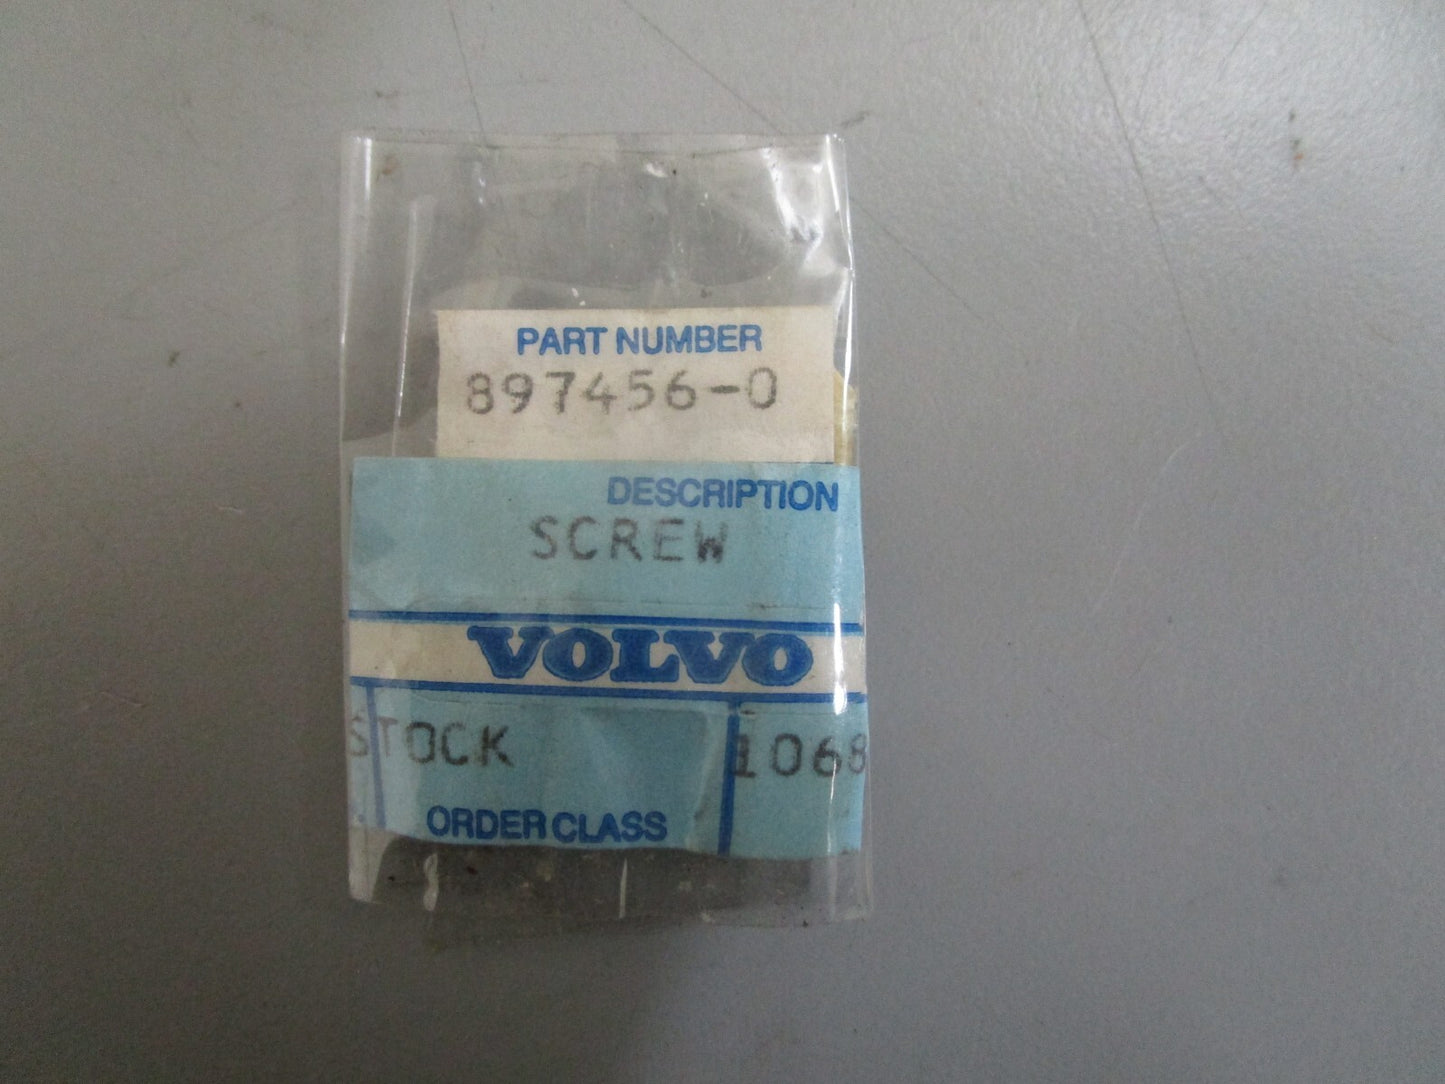 PART NUMBER
897456-0
DESCRIPTION
SCREW
VOLVO
STOCK 1068
ORDER CLASS